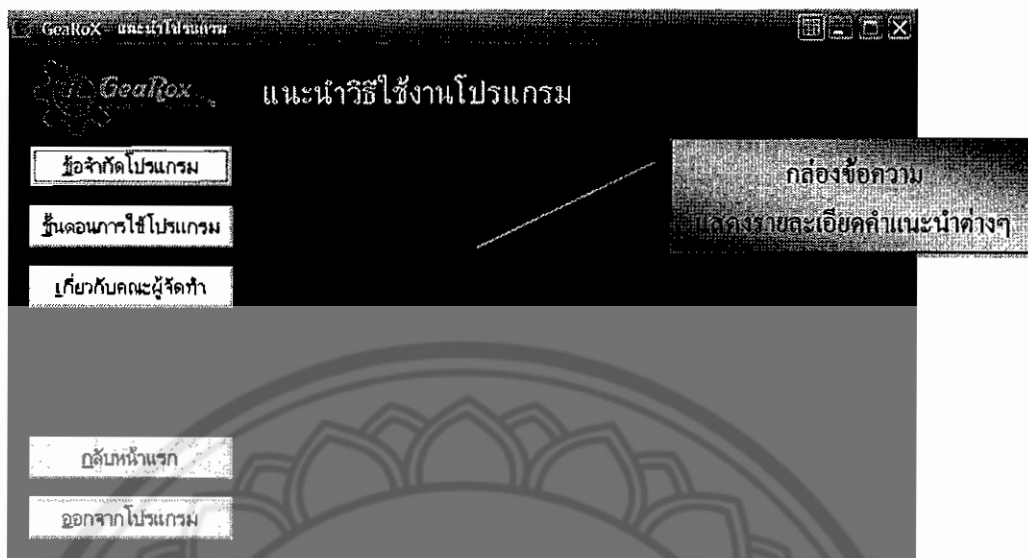 GeaRoX - แนะนำโปรแกรม
GeaRox
แนะนำวิธีใช้งานโปรแกรม
ข้อจำกัดโปรแกรม
ขั้นตอนการใช้โปรแกรม
เกี่ยวกับคณะผู้จัดทำ
กลับหน้าแรก
ออกจากโปรแกรม
กล่องข้อความ
แสดงรายละเอียดคำแนะนำต่างๆ